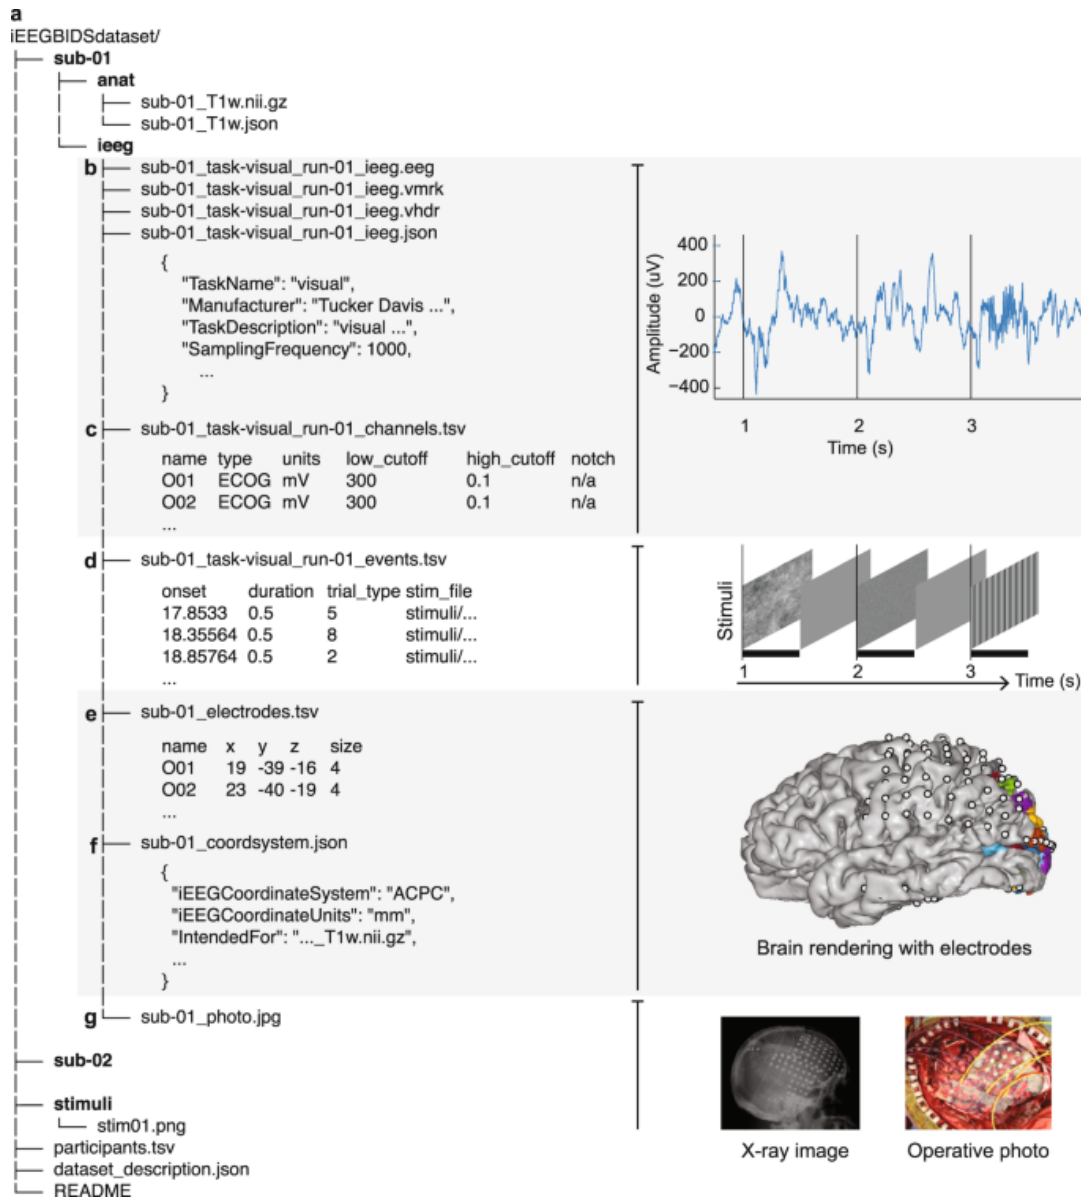 a
iEEGBIDSdataset/
sub-01
anat
sub-01_T1w.nii.gz
sub-01_T1w.json
ieeg
b sub-01_task-visual_run-01_ieeg.eeg
sub-01_task-visual_run-01_ieeg.vmrk
sub-01_task-visual_run-01_ieeg.vhdr
sub-01_task-visual_run-01_ieeg.json
{
"TaskName": "visual",
"Manufacturer": "Tucker Davis ...",
"TaskDescription": "visual ...",
"SamplingFrequency": 1000,
...
}
Amplitude (uV)
400
200
0
−200
−400
1 2 3
Time (s)
c sub-01_task-visual_run-01_channels.tsv
name type units low_cutoff high_cutoff notch
O01 ECOG mV 300 0.1 n/a
O02 ECOG mV 300 0.1 n/a
...
d sub-01_task-visual_run-01_events.tsv
onset duration trial_type stim_file
17.8533 0.5 5 stimuli/...
18.35564 0.5 8 stimuli/...
18.85764 0.5 2 stimuli/...
...
Stimuli
1 2 3 Time (s)
e sub-01_electrodes.tsv
name x y z size
O01 19 -39 -16 4
O02 23 -40 -19 4
...
f sub-01_coordsystem.json
{
"iEEGCoordinateSystem": "ACPC",
"iEEGCoordinateUnits": "mm",
"IntendedFor": "..._T1w.nii.gz",
...
}
Brain rendering with electrodes
g sub-01_photo.jpg
X-ray image Operative photo
sub-02
stimuli
stim01.png
participants.tsv
dataset_description.json
README